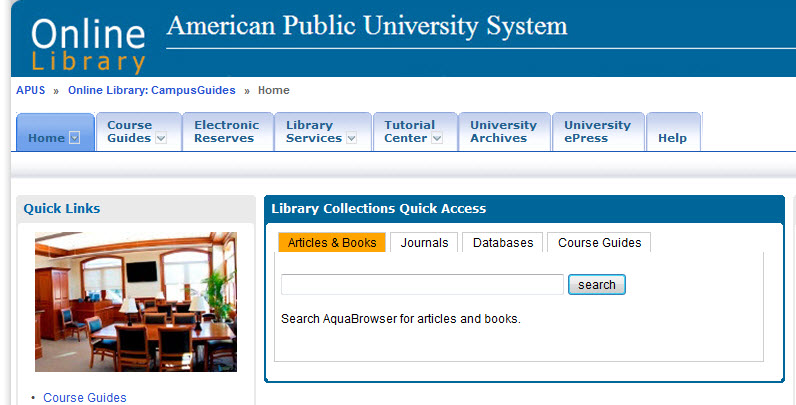 Online
Library
American Public University System
APUS » Online Library: CampusGuides » Home
Home
Course
Guides
Electronic
Reserves
Library
Services
Tutorial
Center
University
Archives
University
ePress
Help
Quick Links
Library Collections Quick Access
Articles & Books
Journals
Databases
Course Guides
search
Search AquaBrowser for articles and books.
• Course Guides